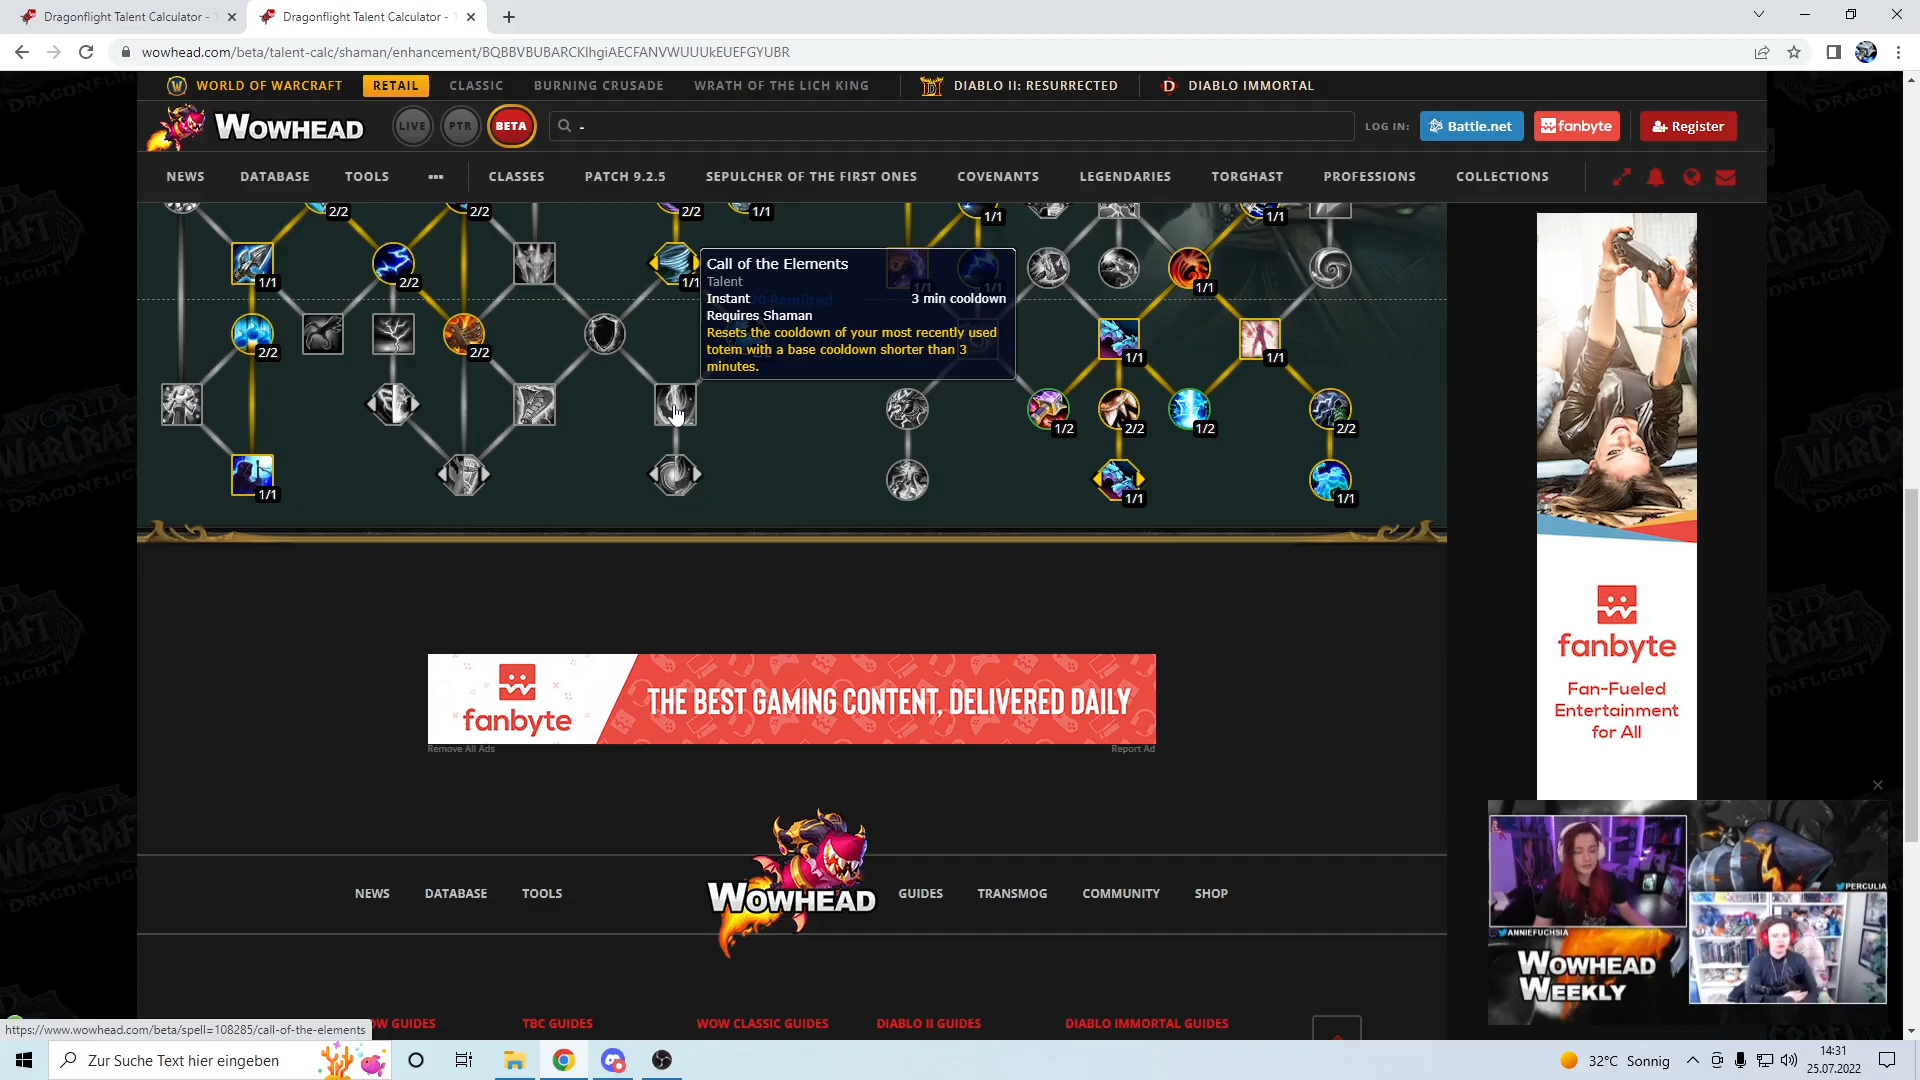 Dragonflight Talent Calculator -
Dragonflight Talent Calculator -
wowhead.com/beta/talent-calc/shaman/enhancement/BQBBVBUBARCKIhgiAECFANVWUUUkEUEFGYUBR
WORLD OF WARCRAFT RETAIL CLASSIC BURNING CRUSADE WRATH OF THE LICH KING DIABLO II: RESURRECTED DIABLO IMMORTAL
WOWHEAD LIVE PTR BETA - LOG IN: Battle.net fanbyte Register
NEWS DATABASE TOOLS ••• CLASSES PATCH 9.2.5 SEPULCHER OF THE FIRST ONES COVENANTS LEGENDARIES TORGHAST PROFESSIONS COLLECTIONS
2/2 2/2 2/2 1/1 1/1 1/1
1/1 2/2 1/1 1/1 1/1 1/1
Call of the Elements
Talent
Instant 3 min cooldown
Required
Requires Shaman
Resets the cooldown of your most recently used
totem with a base cooldown shorter than 3
minutes.
2/2 2/2 1/1 1/1
1/2 2/2 1/2 2/2
1/1 1/1 1/1
fanbyte
THE BEST GAMING CONTENT, DELIVERED DAILY
Remove All Ads Report Ad
fanbyte
Fan-Fueled
Entertainment
for All
PERCULIA
ANNIEFUCHSIA
WOWHEAD
WEEKLY
NEWS DATABASE TOOLS WOWHEAD GUIDES TRANSMOG COMMUNITY SHOP
OW GUIDES TBC GUIDES WOW CLASSIC GUIDES DIABLO II GUIDES DIABLO IMMORTAL GUIDES
https://www.wowhead.com/beta/spell=108285/call-of-the-elements
Zur Suche Text hier eingeben
32°C Sonnig
14:31
25.07.2022